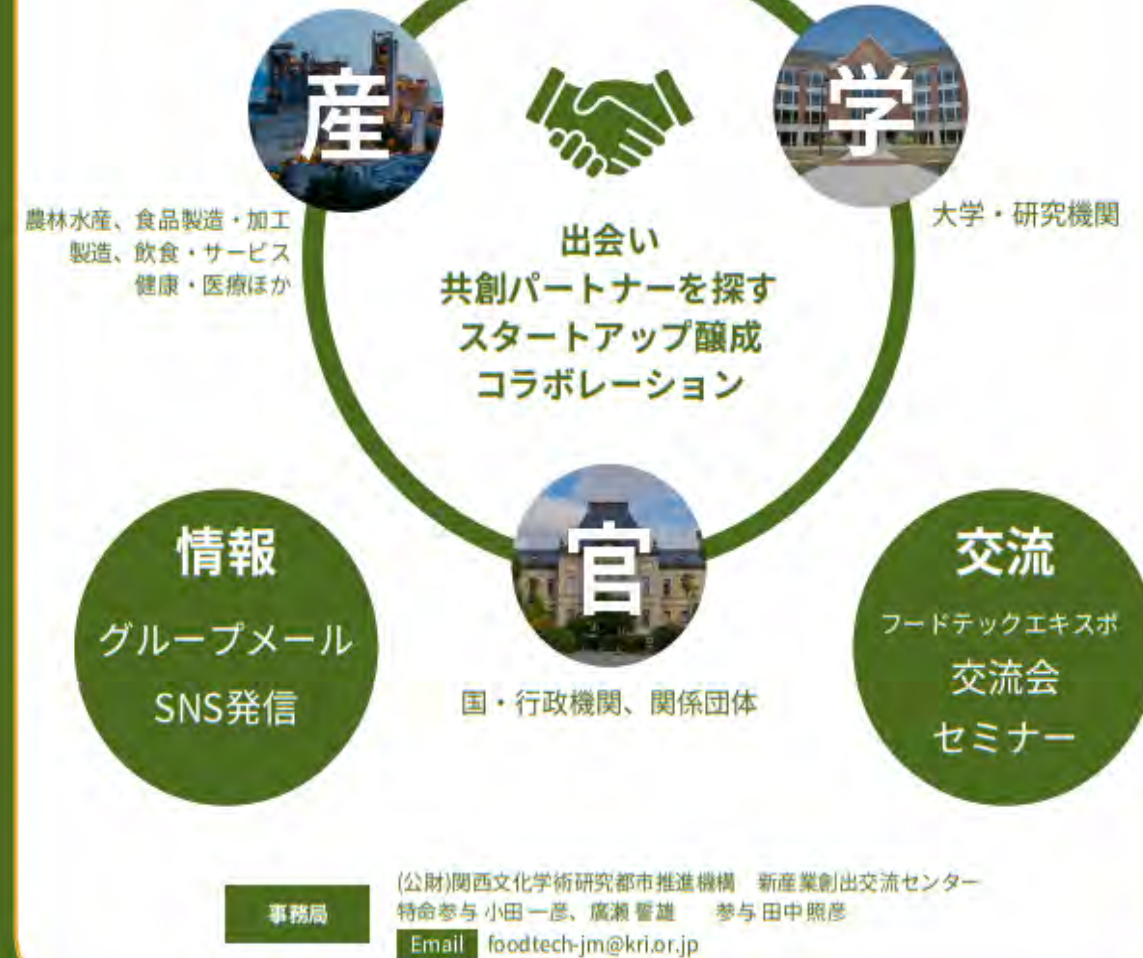 産
学
農林水産、食品製造・加工
製造、飲食・サービス
健康・医療ほか
大学・研究機関
出会い
共創パートナーを探す
スタートアップ醸成
コラボレーション
官
国・行政機関、関係団体
情報
グループメール
SNS発信
交流
フードテックエキスポ
交流会
セミナー
事務局
(公財)関西文化学術研究都市推進機構 新産業創出交流センター
特命参与 小田 一彦、廣瀬 誓雄 参与 田中 照彦
Email foodtech-jm@kri.or.jp